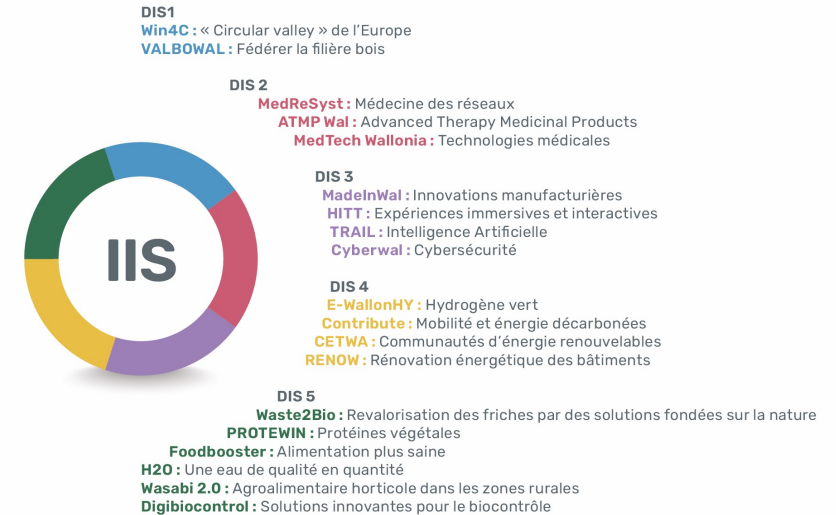 DIS1
Win4C : « Circular valley » de l'Europe
VALBOWAL : Fédérer la filière bois
DIS 2
MedReSyst : Médecine des réseaux
ATMP Wal : Advanced Therapy Medicinal Products
MedTech Wallonia : Technologies médicales
DIS 3
MadeInWal : Innovations manufacturières
HITT : Expériences immersives et interactives
TRAIL : Intelligence Artificielle
Cyberwal : Cybersécurité
IIS
DIS 4
E-WallonHY : Hydrogène vert
Contribute : Mobilité et énergie décarbonées
CETWA : Communautés d'énergie renouvelables
RENOW : Rénovation énergétique des bâtiments
DIS 5
Waste2Bio : Revalorisation des friches par des solutions fondées sur la nature
PROTEWIN : Protéines végétales
Foodbooster : Alimentation plus saine
H2O : Une eau de qualité en quantité
Wasabi 2.0 : Agroalimentaire horticole dans les zones rurales
Digibiocontrol : Solutions innovantes pour le biocontrôle